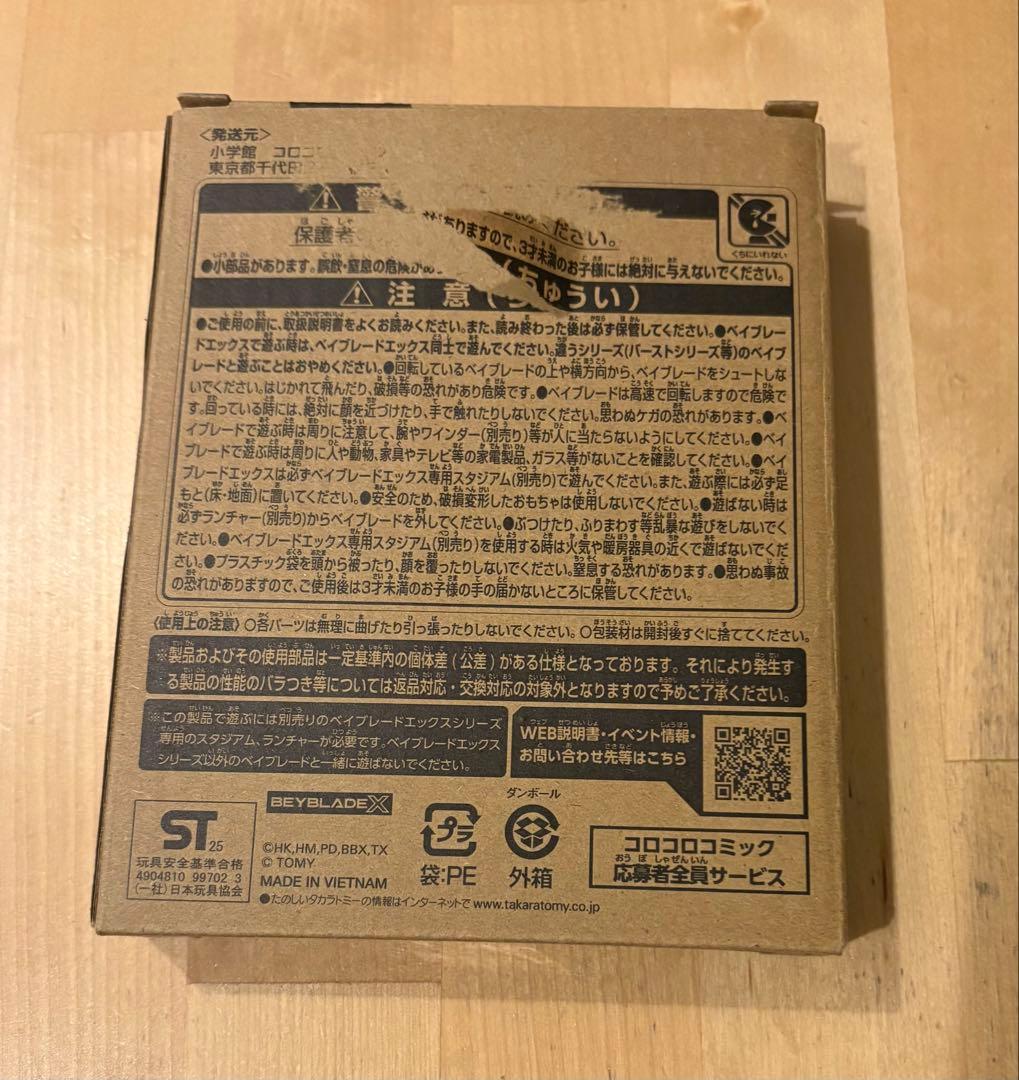 <発送元>
小学館 コロコ
東京都千代田
⚠ 警
保護者 ください。
●小部品があります。誤飲・窒息の危険があ がありますので、3才未満のお子様には絶対に与えないでください。
くちにいれない
⚠ 注 意 (ちゅうい)
●ご使用の前に、取扱説明書をよくお読みください。また、読み終わった後は必ず保管してください。●ベイブレー
ドエックスで遊ぶ時は、ベイブレードエックス同士で遊んでください。違うシリーズ(バーストシリーズ等)のベイブ
レードと遊ぶことはおやめください。●回転しているベイブレードの上や横方向から、ベイブレードをシュートしな
いでください。はじかれて飛んだり、破損等の恐れがあり危険です。●ベイブレードは高速で回転しますので危険で
す。回っている時には、絶対に顔を近づけたり、手で触れたりしないでください。思わぬケガの恐れがあります。●ベ
イブレードで遊ぶ時は周りに注意して、腕やワインダー(別売り)等が人に当たらないようにしてください。●ベイ
ブレードで遊ぶ時は周りに人や動物、家具やテレビ等の家電製品、ガラス等がないことを確認してください。●ベイ
ブレードエックスは必ずベイブレードエックス専用スタジアム(別売り)で遊んでください。また、遊ぶ際には必ず足
もと(床・地面)に置いてください。●安全のため、破損変形したおもちゃは使用しないでください。●遊ばない時は
必ずランチャー(別売り)からベイブレードを外してください。●ぶつけたり、ふりまわす等乱暴な遊びをしないでく
ださい。●ベイブレードエックス専用スタジアム(別売り)を使用する時は火気や暖房器具の近くで遊ばないでくだ
さい。●プラスチック袋を頭から被ったり、顔を覆ったりしないでください。窒息する恐れがあります。●思わぬ事故
の恐れがありますので、ご使用後は3才未満のお子様の手の届かないところに保管してください。
〈使用上の注意〉○各パーツは無理に曲げたり引っ張ったりしないでください。○包装材は開封後すぐに捨ててください。
※製品およびその使用部品は一定基準内の個体差(公差)がある仕様となっております。それにより発生す
る製品の性能のバラつき等については返品対応・交換対応の対象外となりますので予めご了承ください。
※この製品で遊ぶには別売りのベイブレードエックスシリーズ
専用のスタジアム、ランチャーが必要です。ベイブレードエックス
シリーズ以外のベイブレードと一緒に遊ばないでください。
WEB説明書・イベント情報・
お問い合わせ先等はこちら
ST 25
玩具安全基準合格
4904810 99702 3
(一社)日本玩具協会
BEYBLADE X
©HK,HM,PD,BBX,TX
© TOMY
MADE IN VIETNAM
●たのしいタカラトミーの情報はインターネットで www.takaratomy.co.jp
プラ
袋:PE
ダンボール
外箱
コロコロコミック
応募者全員サービス